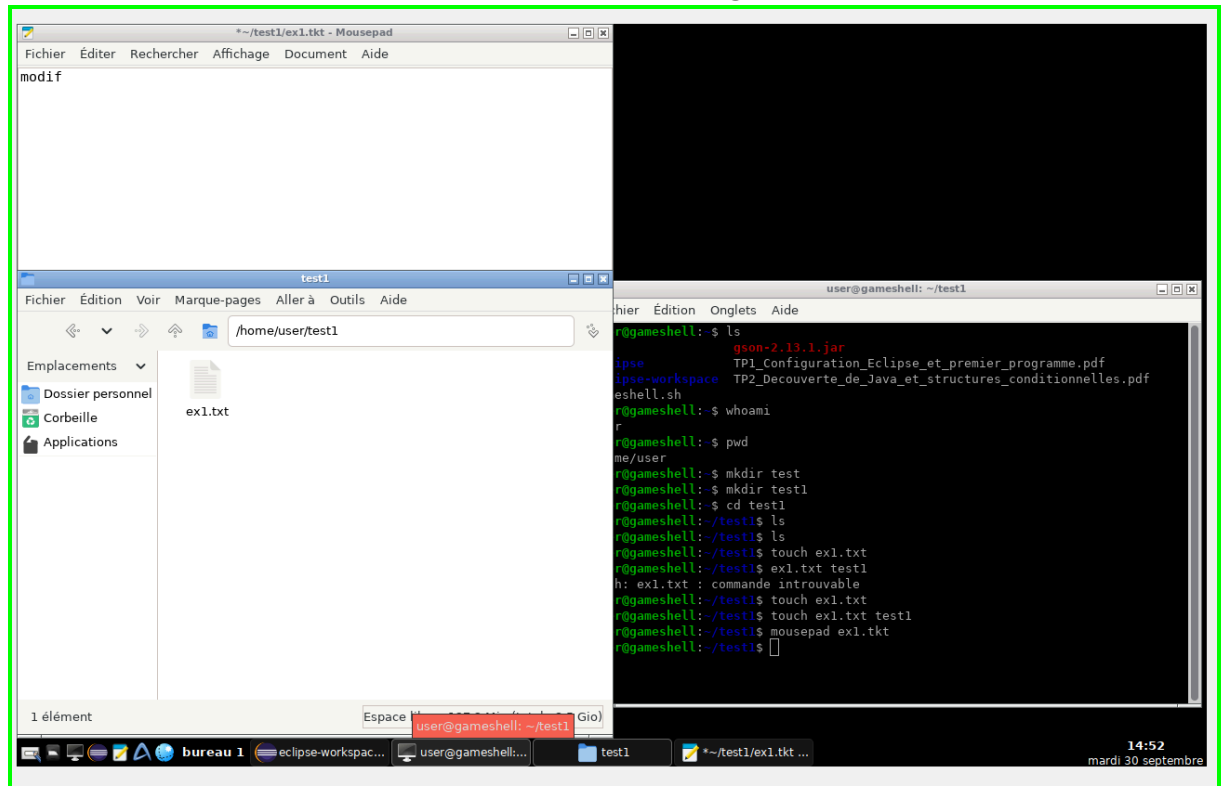 *~/test1/ex1.tkt - Mousepad
Fichier Éditer Rechercher Affichage Document Aide
modif
test1
Fichier Édition Voir Marque-pages Aller à Outils Aide
/home/user/test1
Emplacements
Dossier personnel
Corbeille
Applications
ex1.txt
1 élément
Espace
Gio)
user@gameshell: ~/test1
user@gameshell: ~/test1
hier Édition Onglets Aide
r@gameshell:~$ ls
gson-2.13.1.jar
ipse TP1_Configuration_Eclipse_et_premier_programme.pdf
ipse-workspace TP2_Decouverte_de_Java_et_structures_conditionnelles.pdf
eshell.sh
r@gameshell:~$ whoami
r
r@gameshell:~$ pwd
me/user
r@gameshell:~$ mkdir test
r@gameshell:~$ mkdir test1
r@gameshell:~$ cd test1
r@gameshell:~/test1$ ls
r@gameshell:~/test1$ ls
r@gameshell:~/test1$ touch ex1.txt
r@gameshell:~/test1$ ex1.txt test1
h: ex1.txt : commande introuvable
r@gameshell:~/test1$ touch ex1.txt
r@gameshell:~/test1$ touch ex1.txt test1
r@gameshell:~/test1$ mousepad ex1.tkt
r@gameshell:~/test1$
bureau 1 eclipse-workspac... user@gameshell:... test1 *~/test1/ex1.tkt ...
14:52
mardi 30 septembre